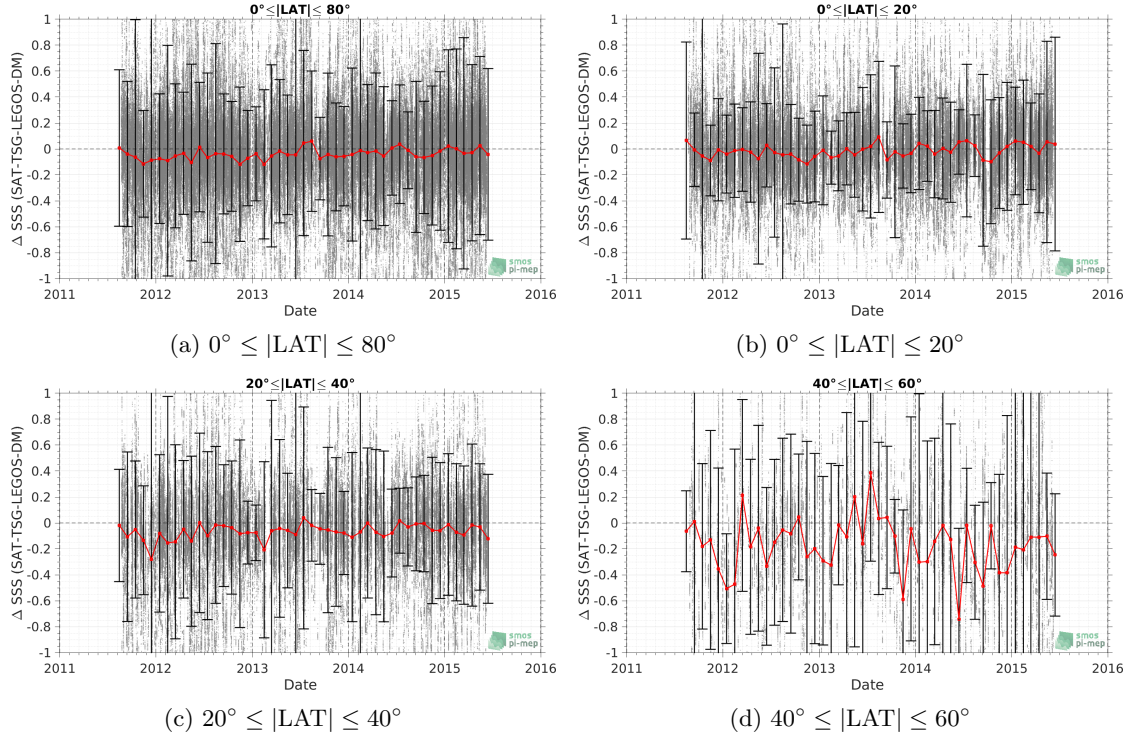 0°≤|LAT|≤ 80°
Δ SSS (SAT-TSG-LEGOS-DM)
1
0.8
0.6
0.4
0.2
0
-0.2
-0.4
-0.6
-0.8
-1
2011 2012 2013 2014 2015 2016
Date
smos
pi-mep
(a) 0° ≤ |LAT| ≤ 80°
0°≤|LAT|≤ 20°
Δ SSS (SAT-TSG-LEGOS-DM)
1
0.8
0.6
0.4
0.2
0
-0.2
-0.4
-0.6
-0.8
-1
2011 2012 2013 2014 2015 2016
Date
smos
pi-mep
(b) 0° ≤ |LAT| ≤ 20°
20°≤|LAT|≤ 40°
Δ SSS (SAT-TSG-LEGOS-DM)
1
0.8
0.6
0.4
0.2
0
-0.2
-0.4
-0.6
-0.8
-1
2011 2012 2013 2014 2015 2016
Date
smos
pi-mep
(c) 20° ≤ |LAT| ≤ 40°
40°≤|LAT|≤ 60°
Δ SSS (SAT-TSG-LEGOS-DM)
1
0.8
0.6
0.4
0.2
0
-0.2
-0.4
-0.6
-0.8
-1
2011 2012 2013 2014 2015 2016
Date
smos
pi-mep
(d) 40° ≤ |LAT| ≤ 60°